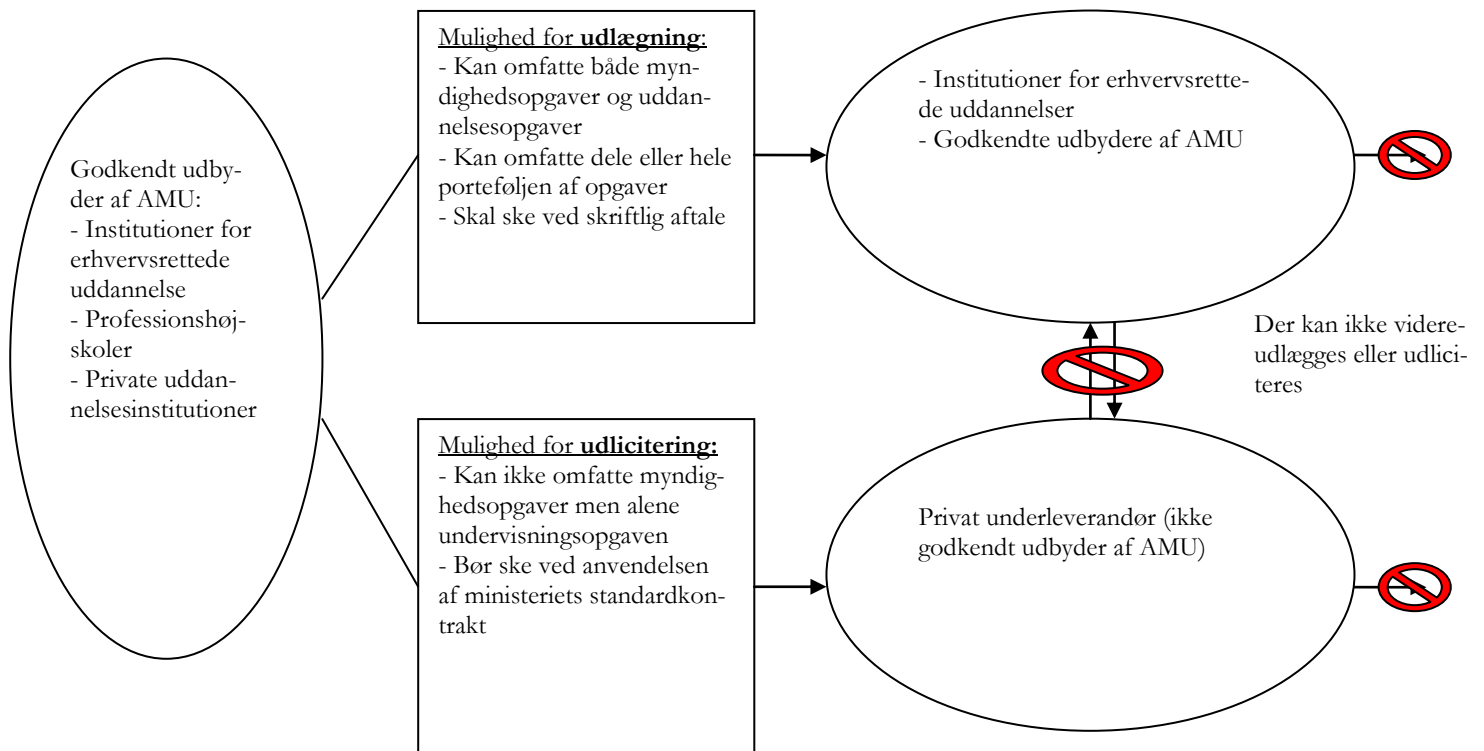 Godkendt udby-
der af AMU:
- Institutioner for
erhvervsrettede
uddannelse
- Professionshøj-
skoler
- Private uddan-
nelsesinstitutioner
Mulighed for udlægning:
- Kan omfatte både myn-
dighedsopgaver og uddan-
nelsesopgaver
- Kan omfatte dele eller hele
porteføljen af opgaver
- Skal ske ved skriftlig aftale
- Institutioner for erhvervsrette-
de uddannelser
- Godkendte udbydere af AMU
Der kan ikke videre-
udlægges eller udlici-
teres
Mulighed for udlicitering:
- Kan ikke omfatte myndig-
hedsopgaver men alene
undervisningsopgaven
- Bør ske ved anvendelsen
af ministeriets standardkon-
trakt
Privat underleverandør (ikke
godkendt udbyder af AMU)